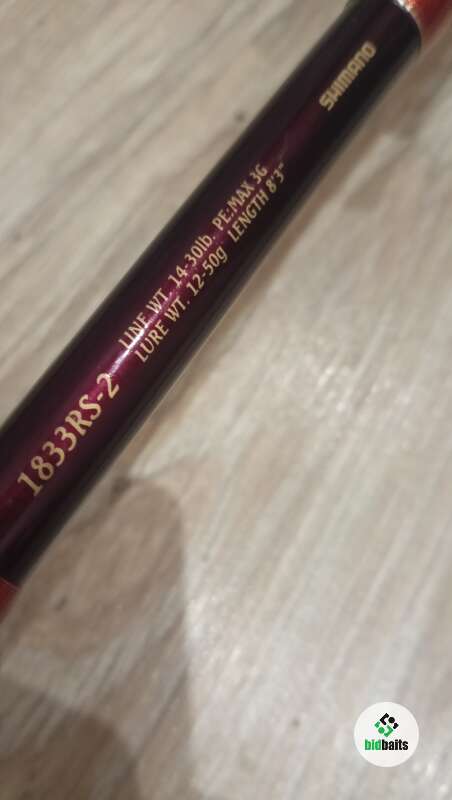 SHIMANO
1833RS-2
LINE WT. 14-30lb. PE:MAX 3G
LURE WT. 12-50g LENGTH 8'3"
bidbaits